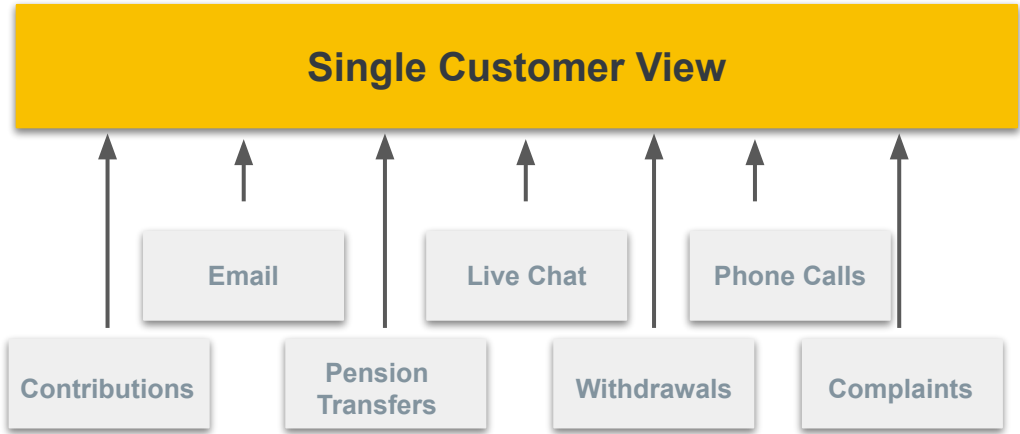 Single Customer View
Email
Live Chat
Phone Calls
Contributions
Pension
Transfers
Withdrawals
Complaints